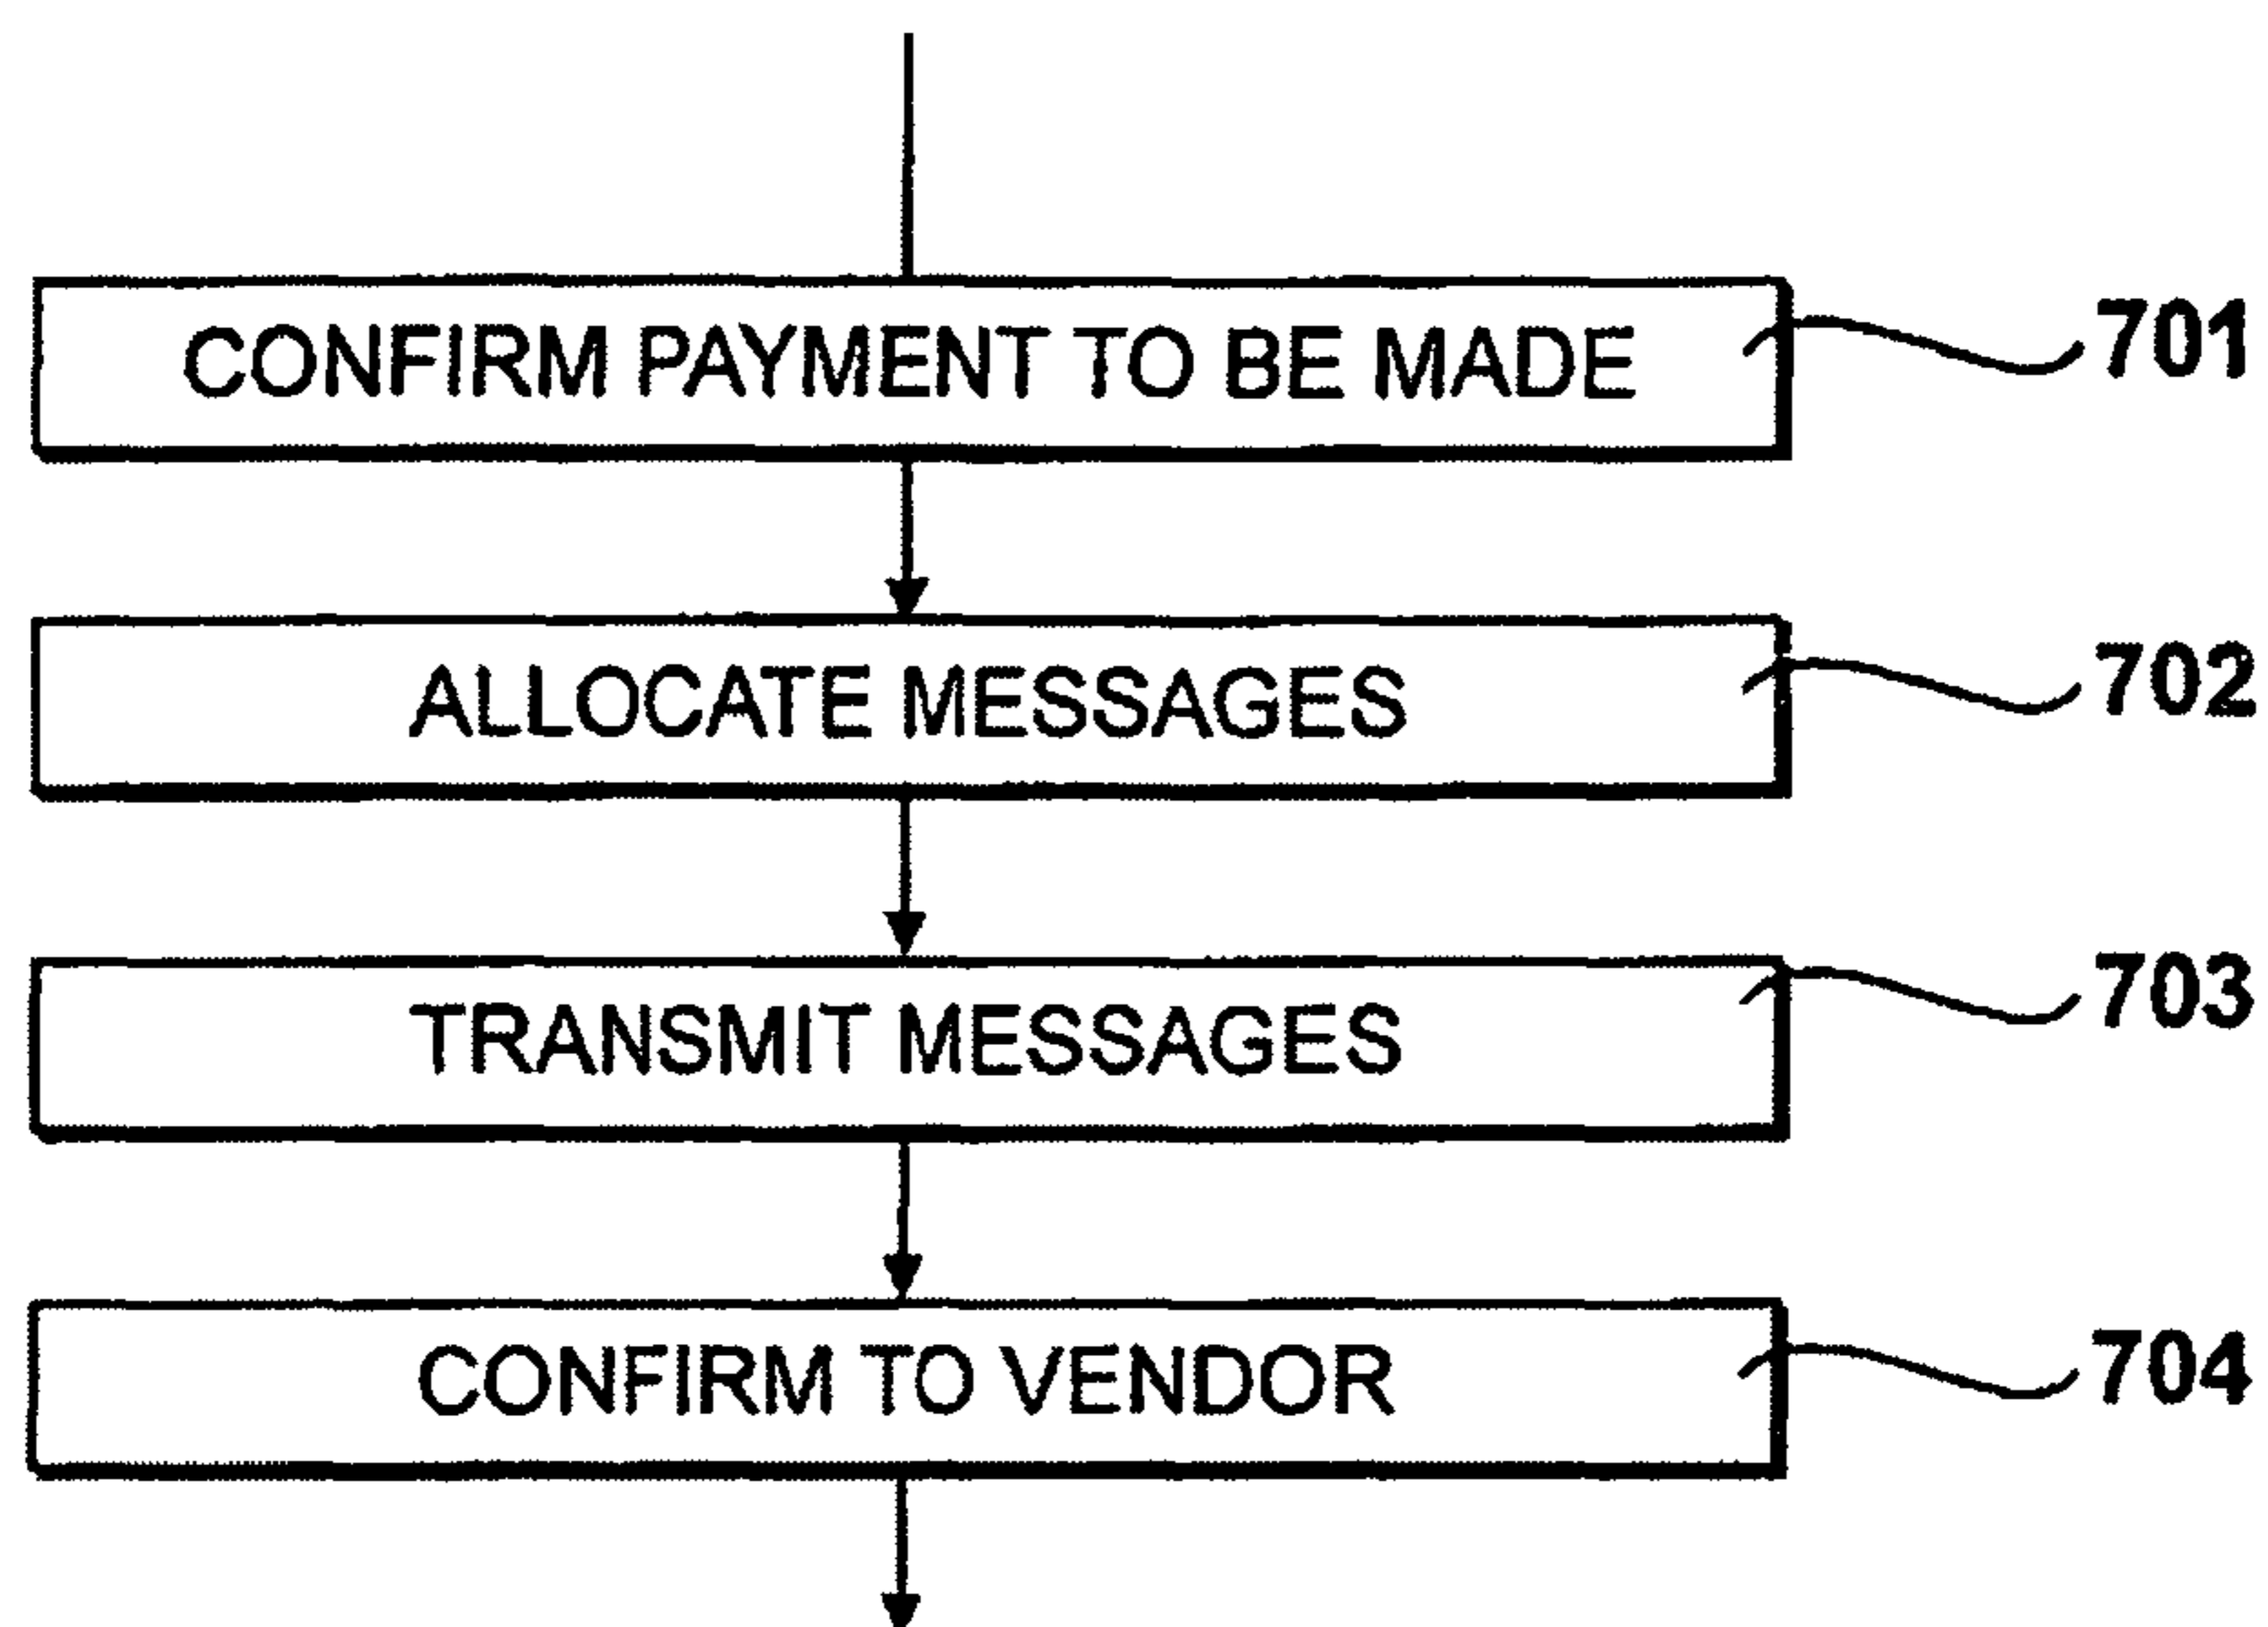 CONFIRM PAYMENT TO BE MADE 701
ALLOCATE MESSAGES 702
TRANSMIT MESSAGES 703
CONFIRM TO VENDOR 704